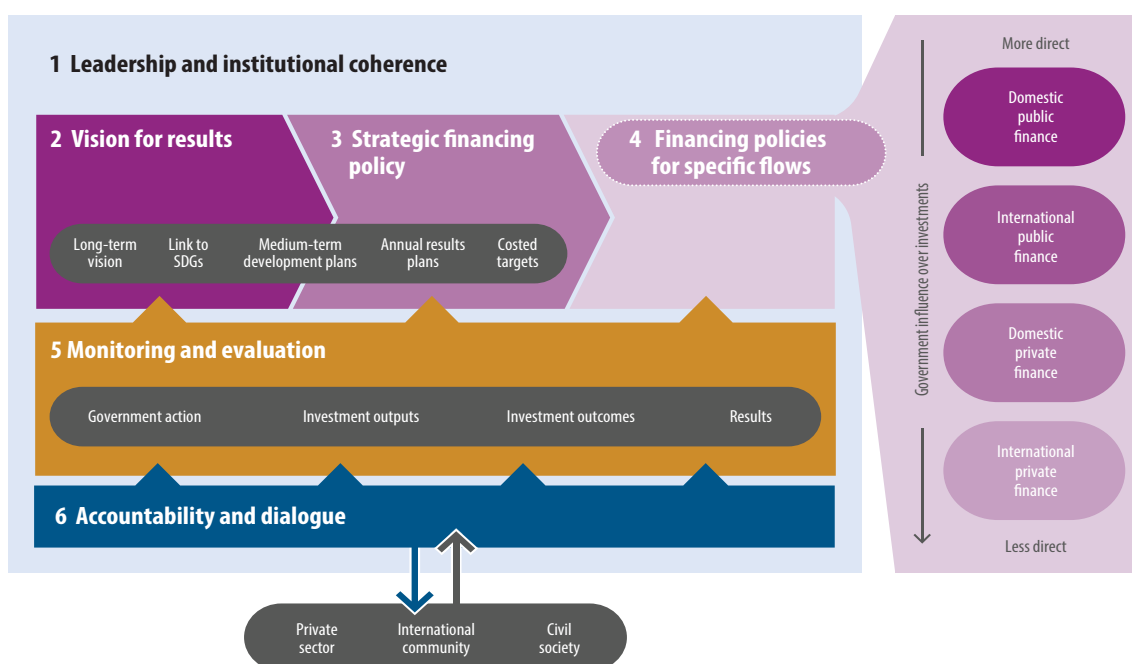 1 Leadership and institutional coherence
2 Vision for results
3 Strategic financing
policy
4 Financing policies
for specific flows
Long-term
vision
Link to
SDGs
Medium-term
development plans
Annual results
plans
Costed
targets
5 Monitoring and evaluation
Government action
Investment outputs
Investment outcomes
Results
6 Accountability and dialogue
Private
sector
International
community
Civil
society
More direct
Government influence over investments
Domestic
public
finance
International
public
finance
Domestic
private
finance
International
private
finance
Less direct